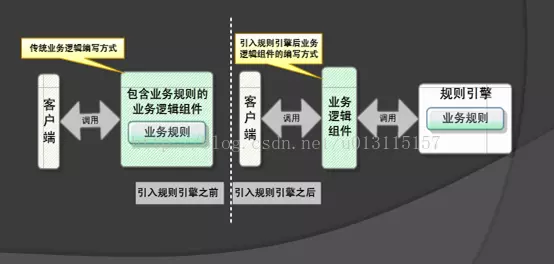 传统业务逻辑编写方式
引入规则引擎后业务
逻辑组件的编写方式
客户端
调用
包含业务规则的
业务逻辑组件
业务规则
客户端
调用
业务逻辑组件
调用
规则引擎
业务规则
引入规则引擎之前
引入规则引擎之后
http://blog.csdn.net/u013115157